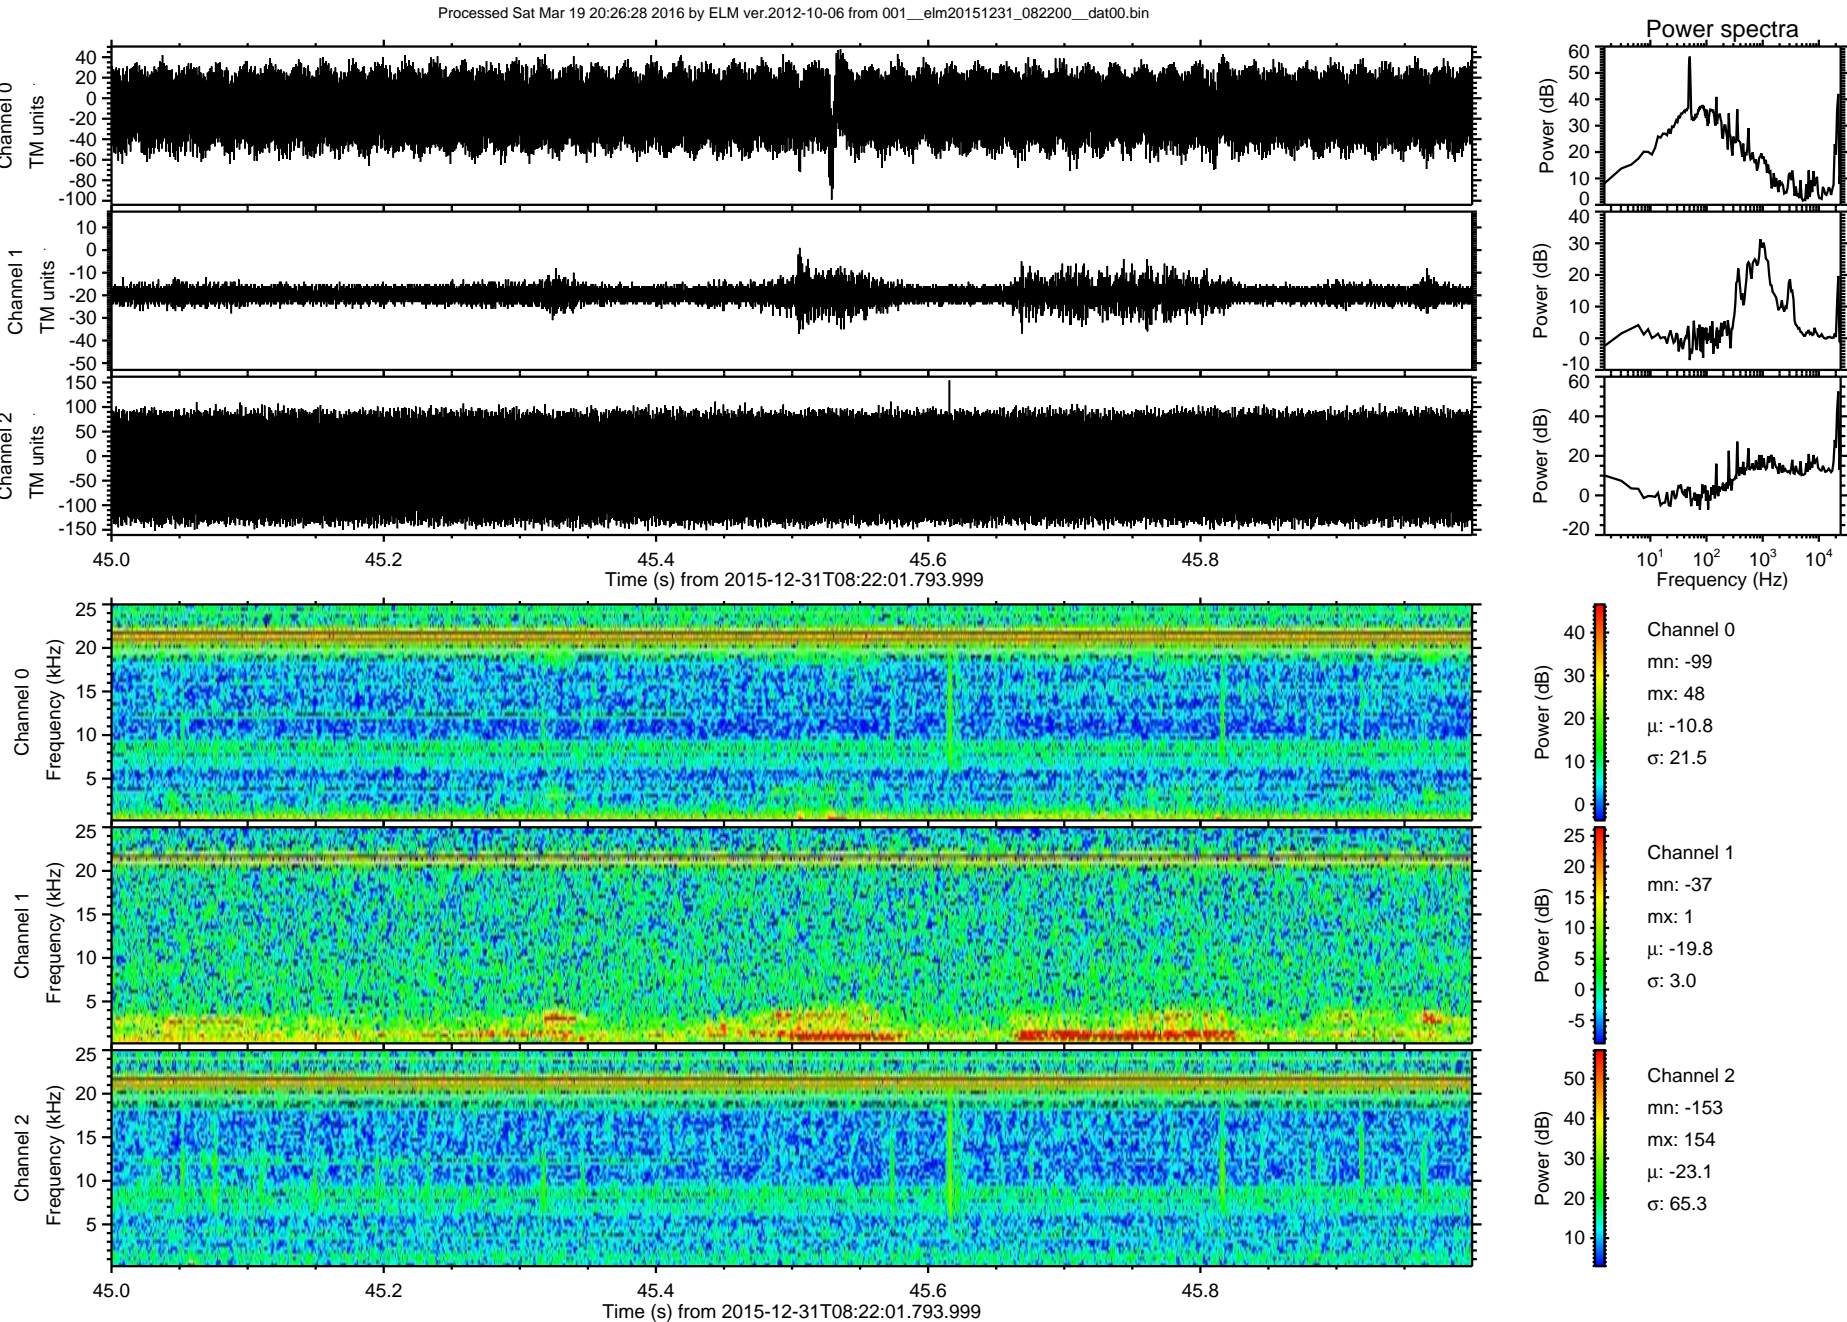 Processed Sat Mar 19 20:26:28 2016 by ELM ver.2012-10-06 from 001__elm20151231_082200__dat00.bin
Power spectra
Channel 0
TM units
40
20
0
-20
-40
-60
-80
-100
Power (dB)
60
50
40
30
20
10
0
Channel 1
TM units
10
0
-10
-20
-30
-40
-50
Power (dB)
40
30
20
10
0
-10
Channel 2
TM units
150
100
50
0
-50
-100
-150
Power (dB)
60
40
20
0
-20
45.0 45.2 45.4 45.6 45.8
Time (s) from 2015-12-31T08:22:01.793.999
10^1 10^2 10^3 10^4
Frequency (Hz)
Channel 0
Frequency (kHz)
25
20
15
10
5
Power (dB)
40
30
20
10
0
Channel 0
mn: -99
mx: 48
μ: -10.8
σ: 21.5
Channel 1
Frequency (kHz)
25
20
15
10
5
Power (dB)
25
20
15
10
5
0
-5
Channel 1
mn: -37
mx: 1
μ: -19.8
σ: 3.0
Channel 2
Frequency (kHz)
25
20
15
10
5
Power (dB)
50
40
30
20
10
Channel 2
mn: -153
mx: 154
μ: -23.1
σ: 65.3
45.0 45.2 45.4 45.6 45.8
Time (s) from 2015-12-31T08:22:01.793.999